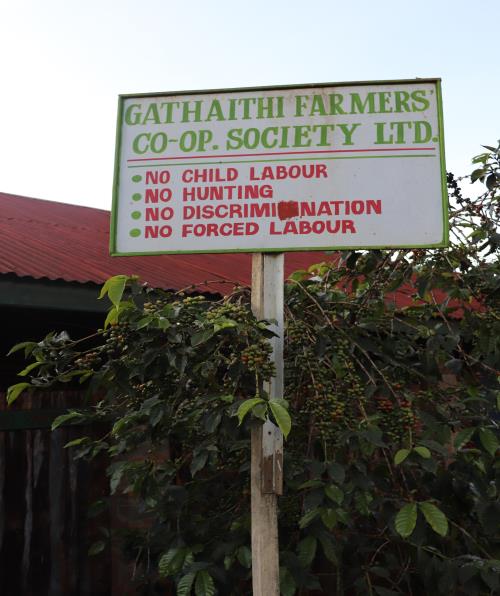 GATHAITHI FARMERS'
CO-OP. SOCIETY LTD.
• NO CHILD LABOUR
• NO HUNTING
• NO DISCRIMINATION
• NO FORCED LABOUR